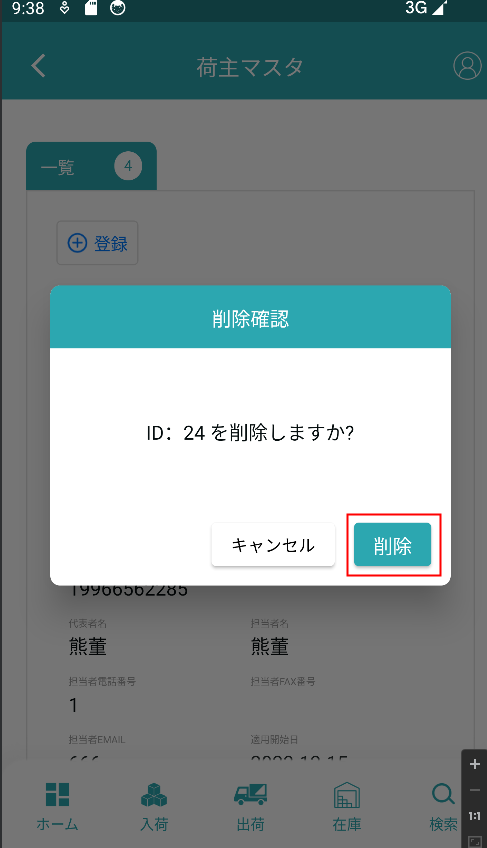 9:38 3G
荷主マスタ
一覧 4
登録
削除確認
ID：24 を削除しますか?
キャンセル 削除
19966562285
代表者名 担当者名
熊董 熊董
担当者電話番号 担当者FAX番号
1
担当者EMAIL 適用開始日
ホーム 入荷 出荷 在庫 検索
1:1